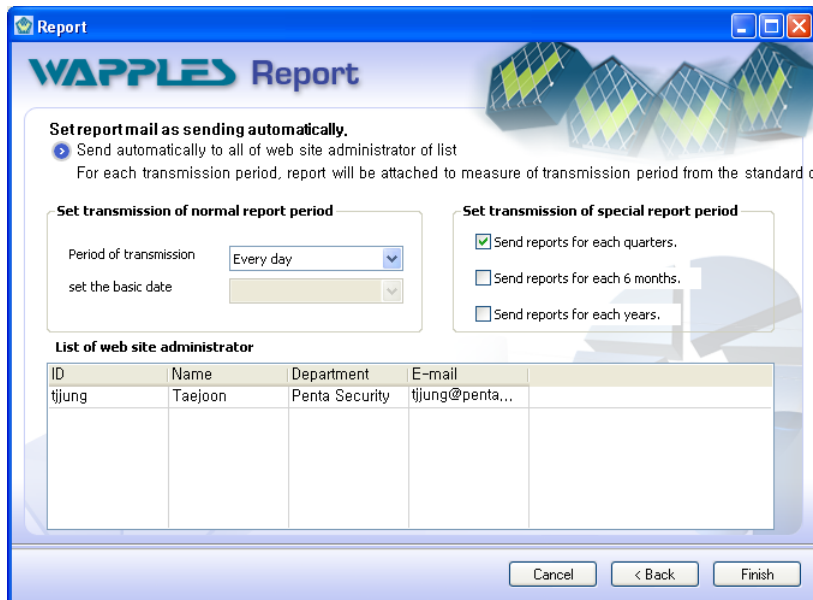 Report
WAPPLES Report
Set report mail as sending automatically.
Send automatically to all of web site administrator of list
For each transmission period, report will be attached to measure of transmission period from the standard
Set transmission of normal report period
Period of transmission
Every day
set the basic date
Set transmission of special report period
Send reports for each quarters.
Send reports for each 6 months.
Send reports for each years.
List of web site administrator
ID Name Department E-mail
tjjung Taejoon Penta Security tjjung@penta...
Cancel < Back Finish